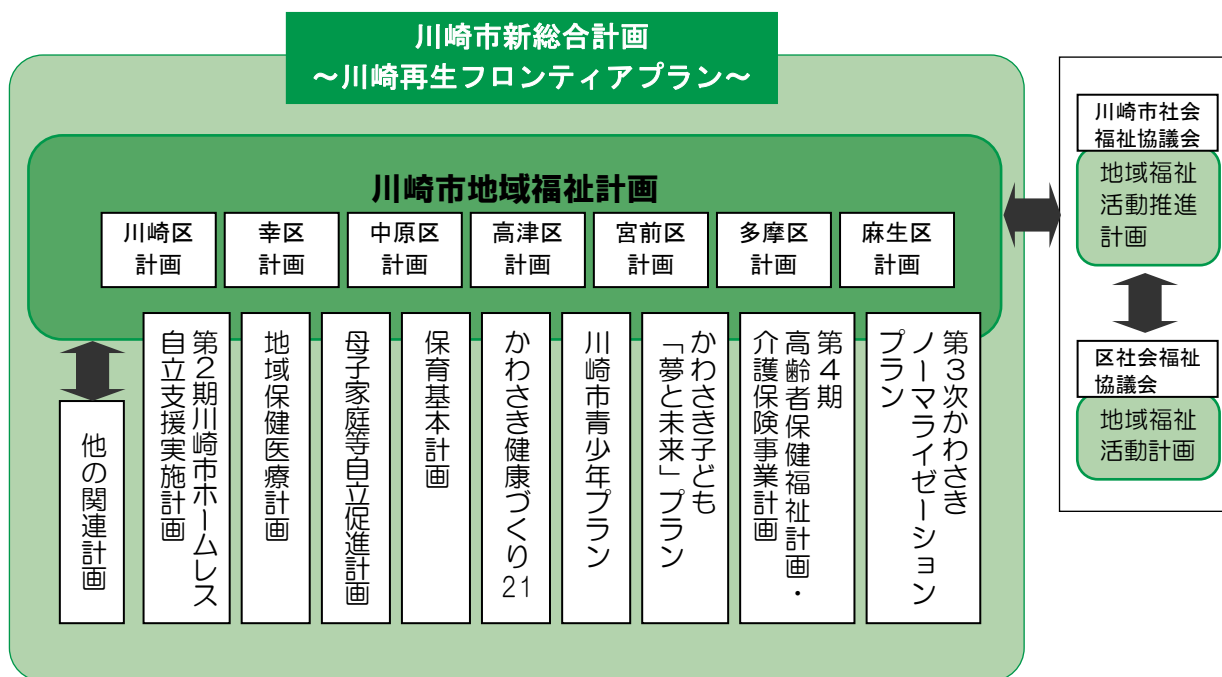 川崎市新総合計画
～川崎再生フロンティアプラン～
川崎市地域福祉計画
川崎区
計画
幸区
計画
中原区
計画
高津区
計画
宮前区
計画
多摩区
計画
麻生区
計画
第３次かわさき
ノーマライゼーション
プラン
第４期
高齢者保健福祉計画・
介護保険事業計画
かわさき子ども
「夢と未来」プラン
川崎市青少年プラン
かわさき健康づくり21
保育基本計画
母子家庭等自立促進計画
地域保健医療計画
第２期川崎市ホームレス
自立支援実施計画
他の関連計画
川崎市社会
福祉協議会
地域福祉
活動推進
計画
区社会福祉
協議会
地域福祉
活動計画